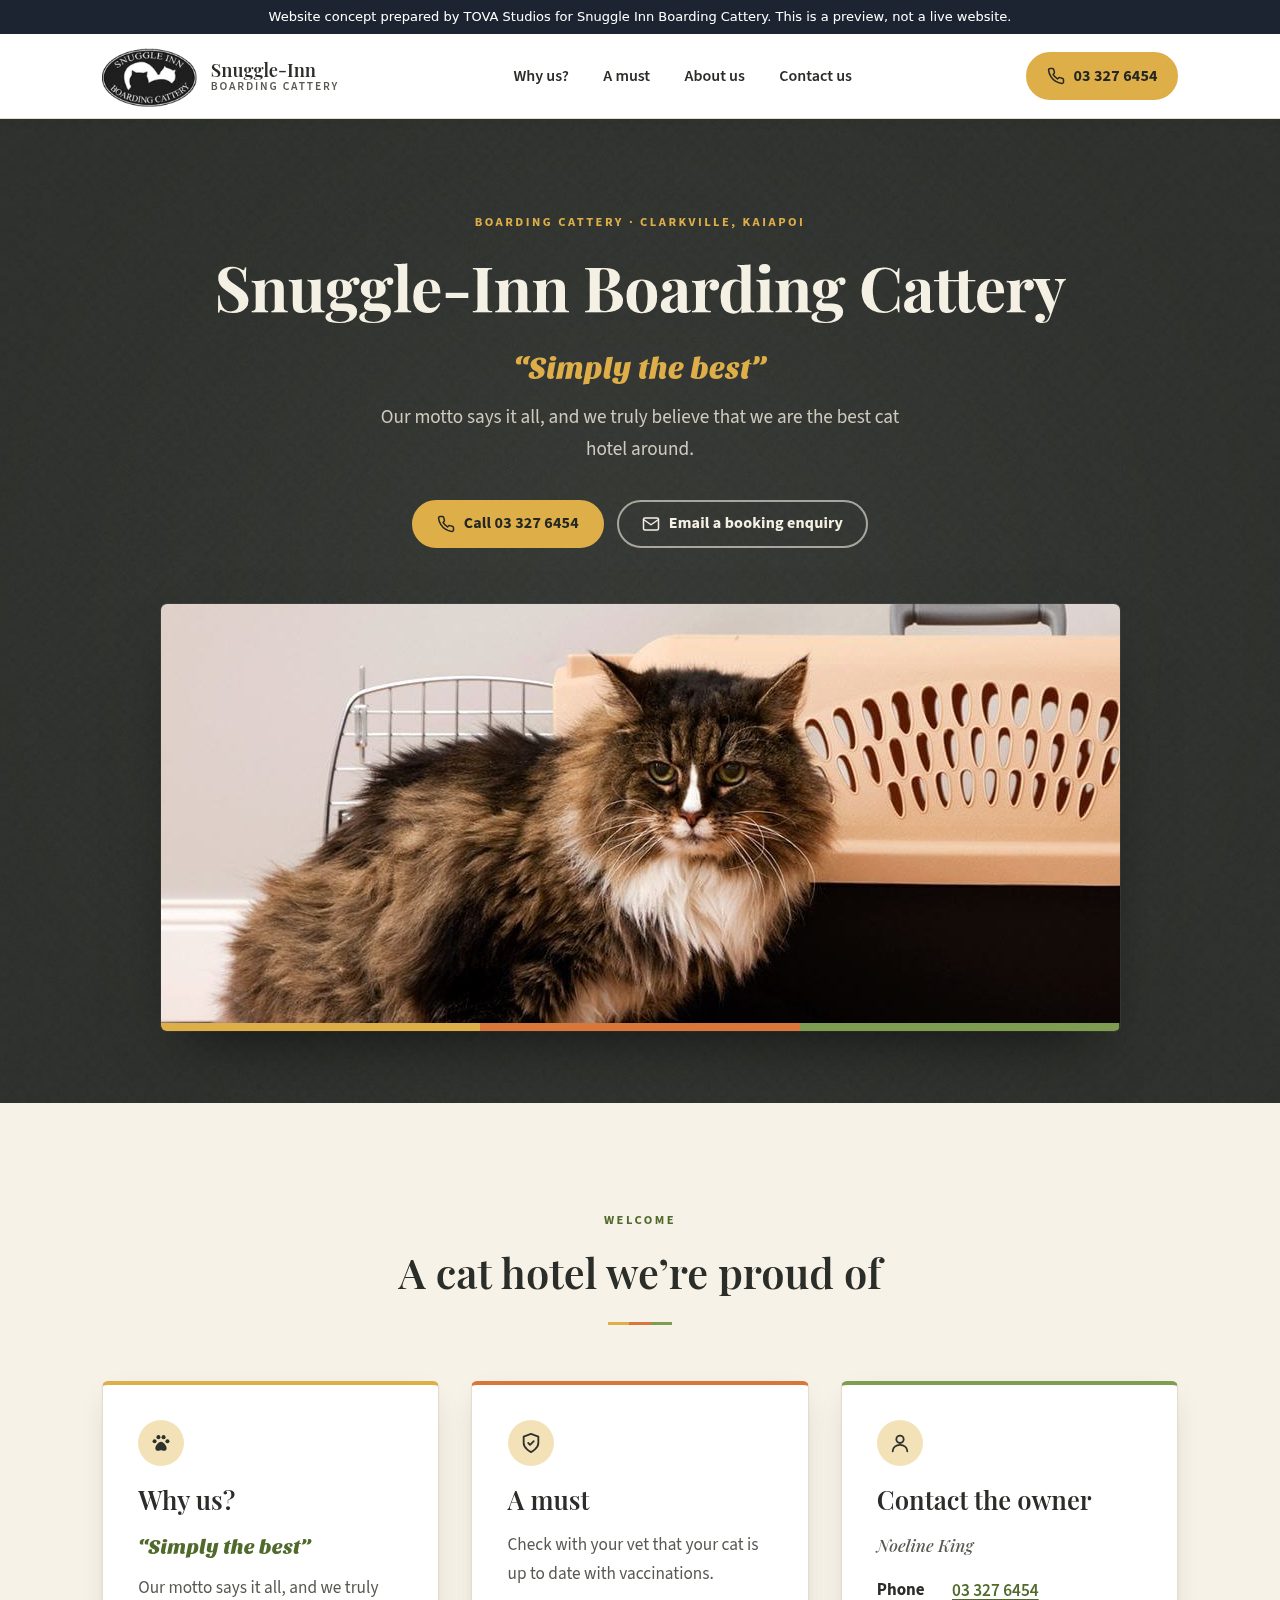 Website concept prepared by TOVA Studios for Snuggle Inn Boarding Cattery. This is a preview, not a live website.
SNUGGLE INN
BOARDING CATTERY
Snuggle-Inn
BOARDING CATTERY
Why us?
A must
About us
Contact us
03 327 6454
BOARDING CATTERY · CLARKVILLE, KAIAPOI
Snuggle-Inn Boarding Cattery
“Simply the best”
Our motto says it all, and we truly believe that we are the best cat
hotel around.
Call 03 327 6454
Email a booking enquiry
WELCOME
A cat hotel we’re proud of
Why us?
“Simply the best”
Our motto says it all, and we truly
A must
Check with your vet that your cat is
up to date with vaccinations.
Contact the owner
Noeline King
Phone 03 327 6454